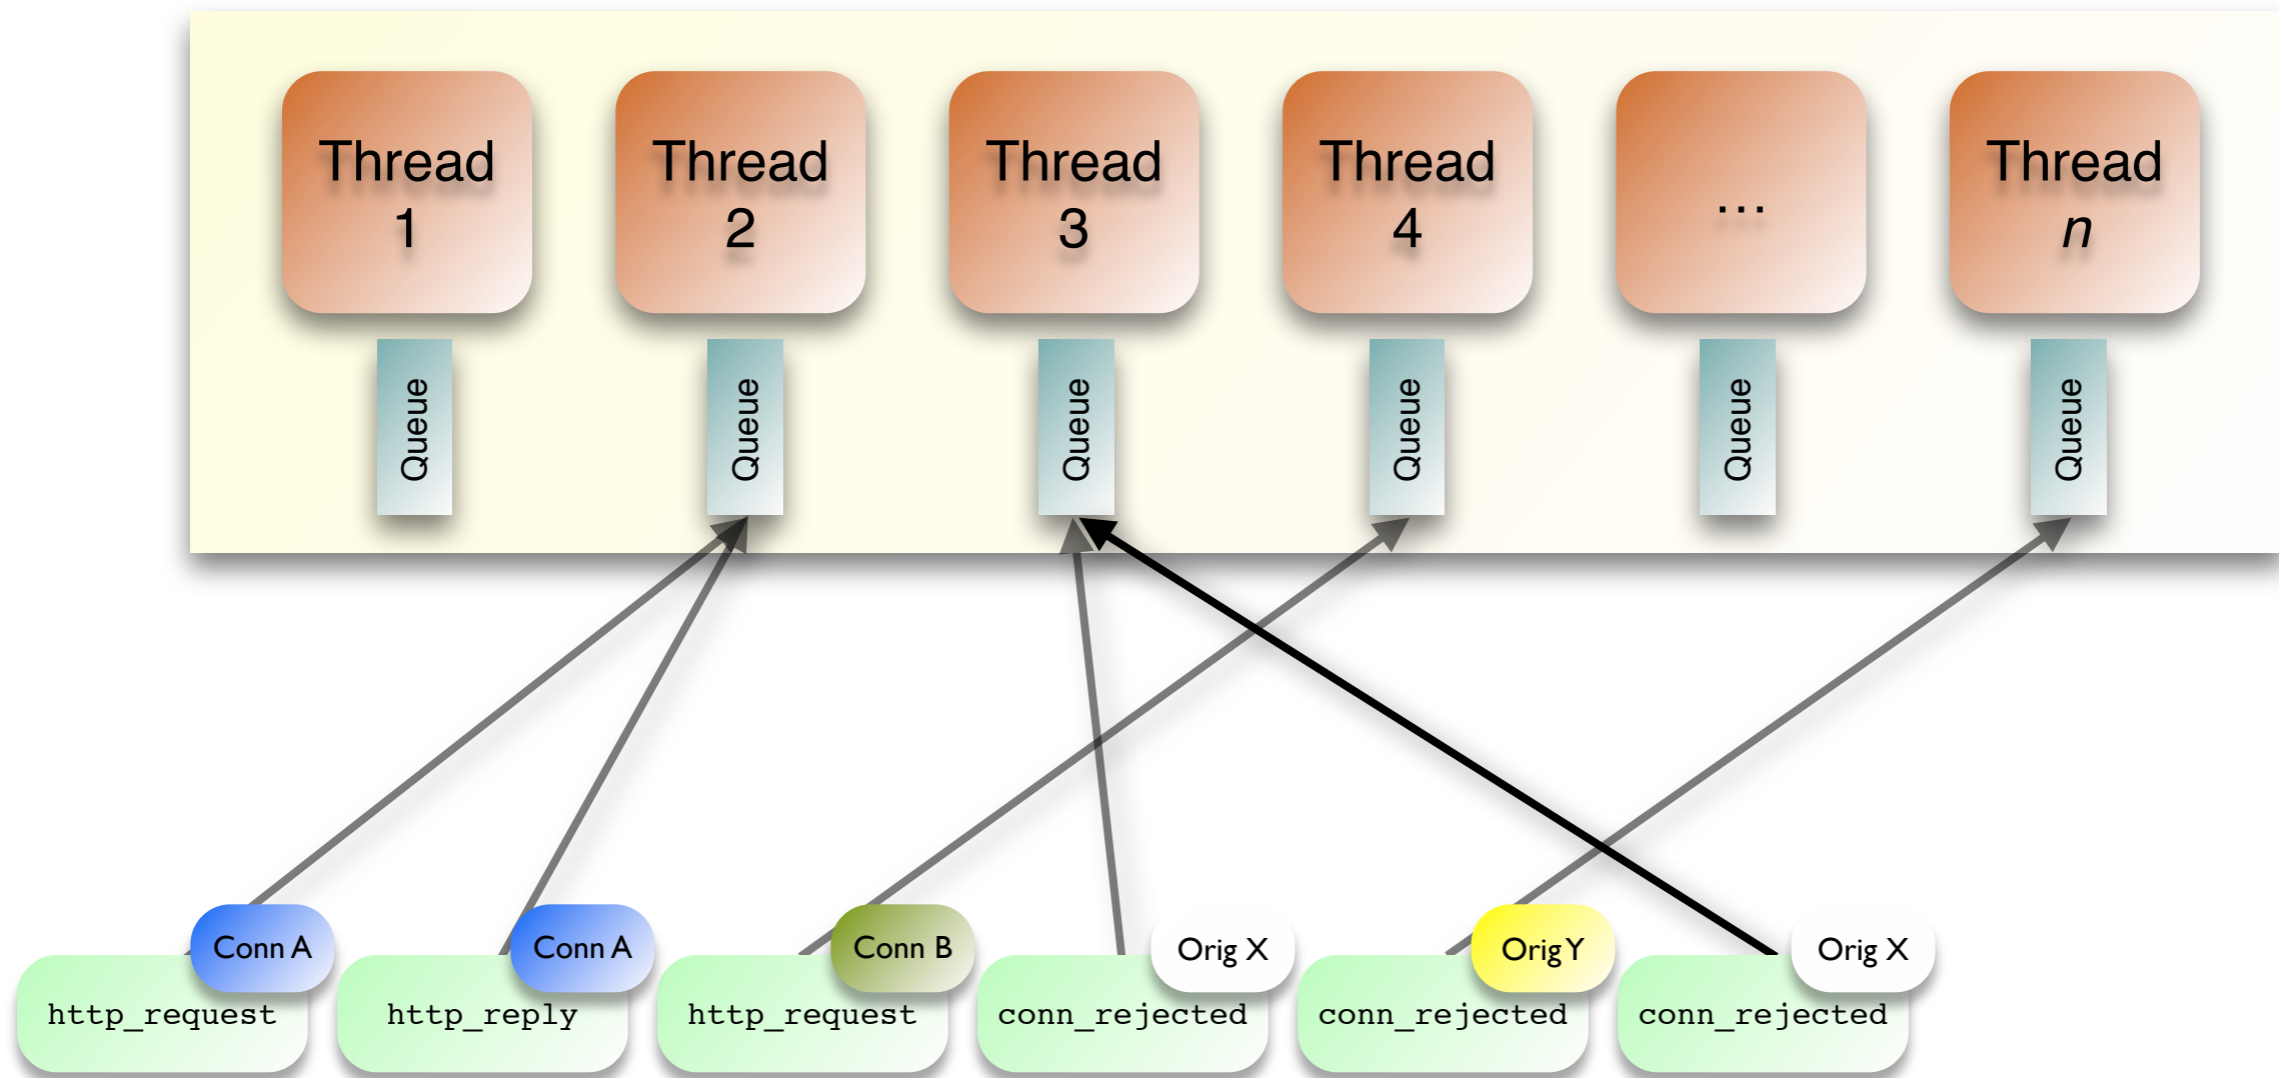 Thread
1
Thread
2
Thread
3
Thread
4
...
Thread
n
Queue
Queue
Queue
Queue
Queue
Queue
Conn A
http_request
Conn A
http_reply
Conn B
http_request
Orig X
conn_rejected
Orig Y
conn_rejected
Orig X
conn_rejected